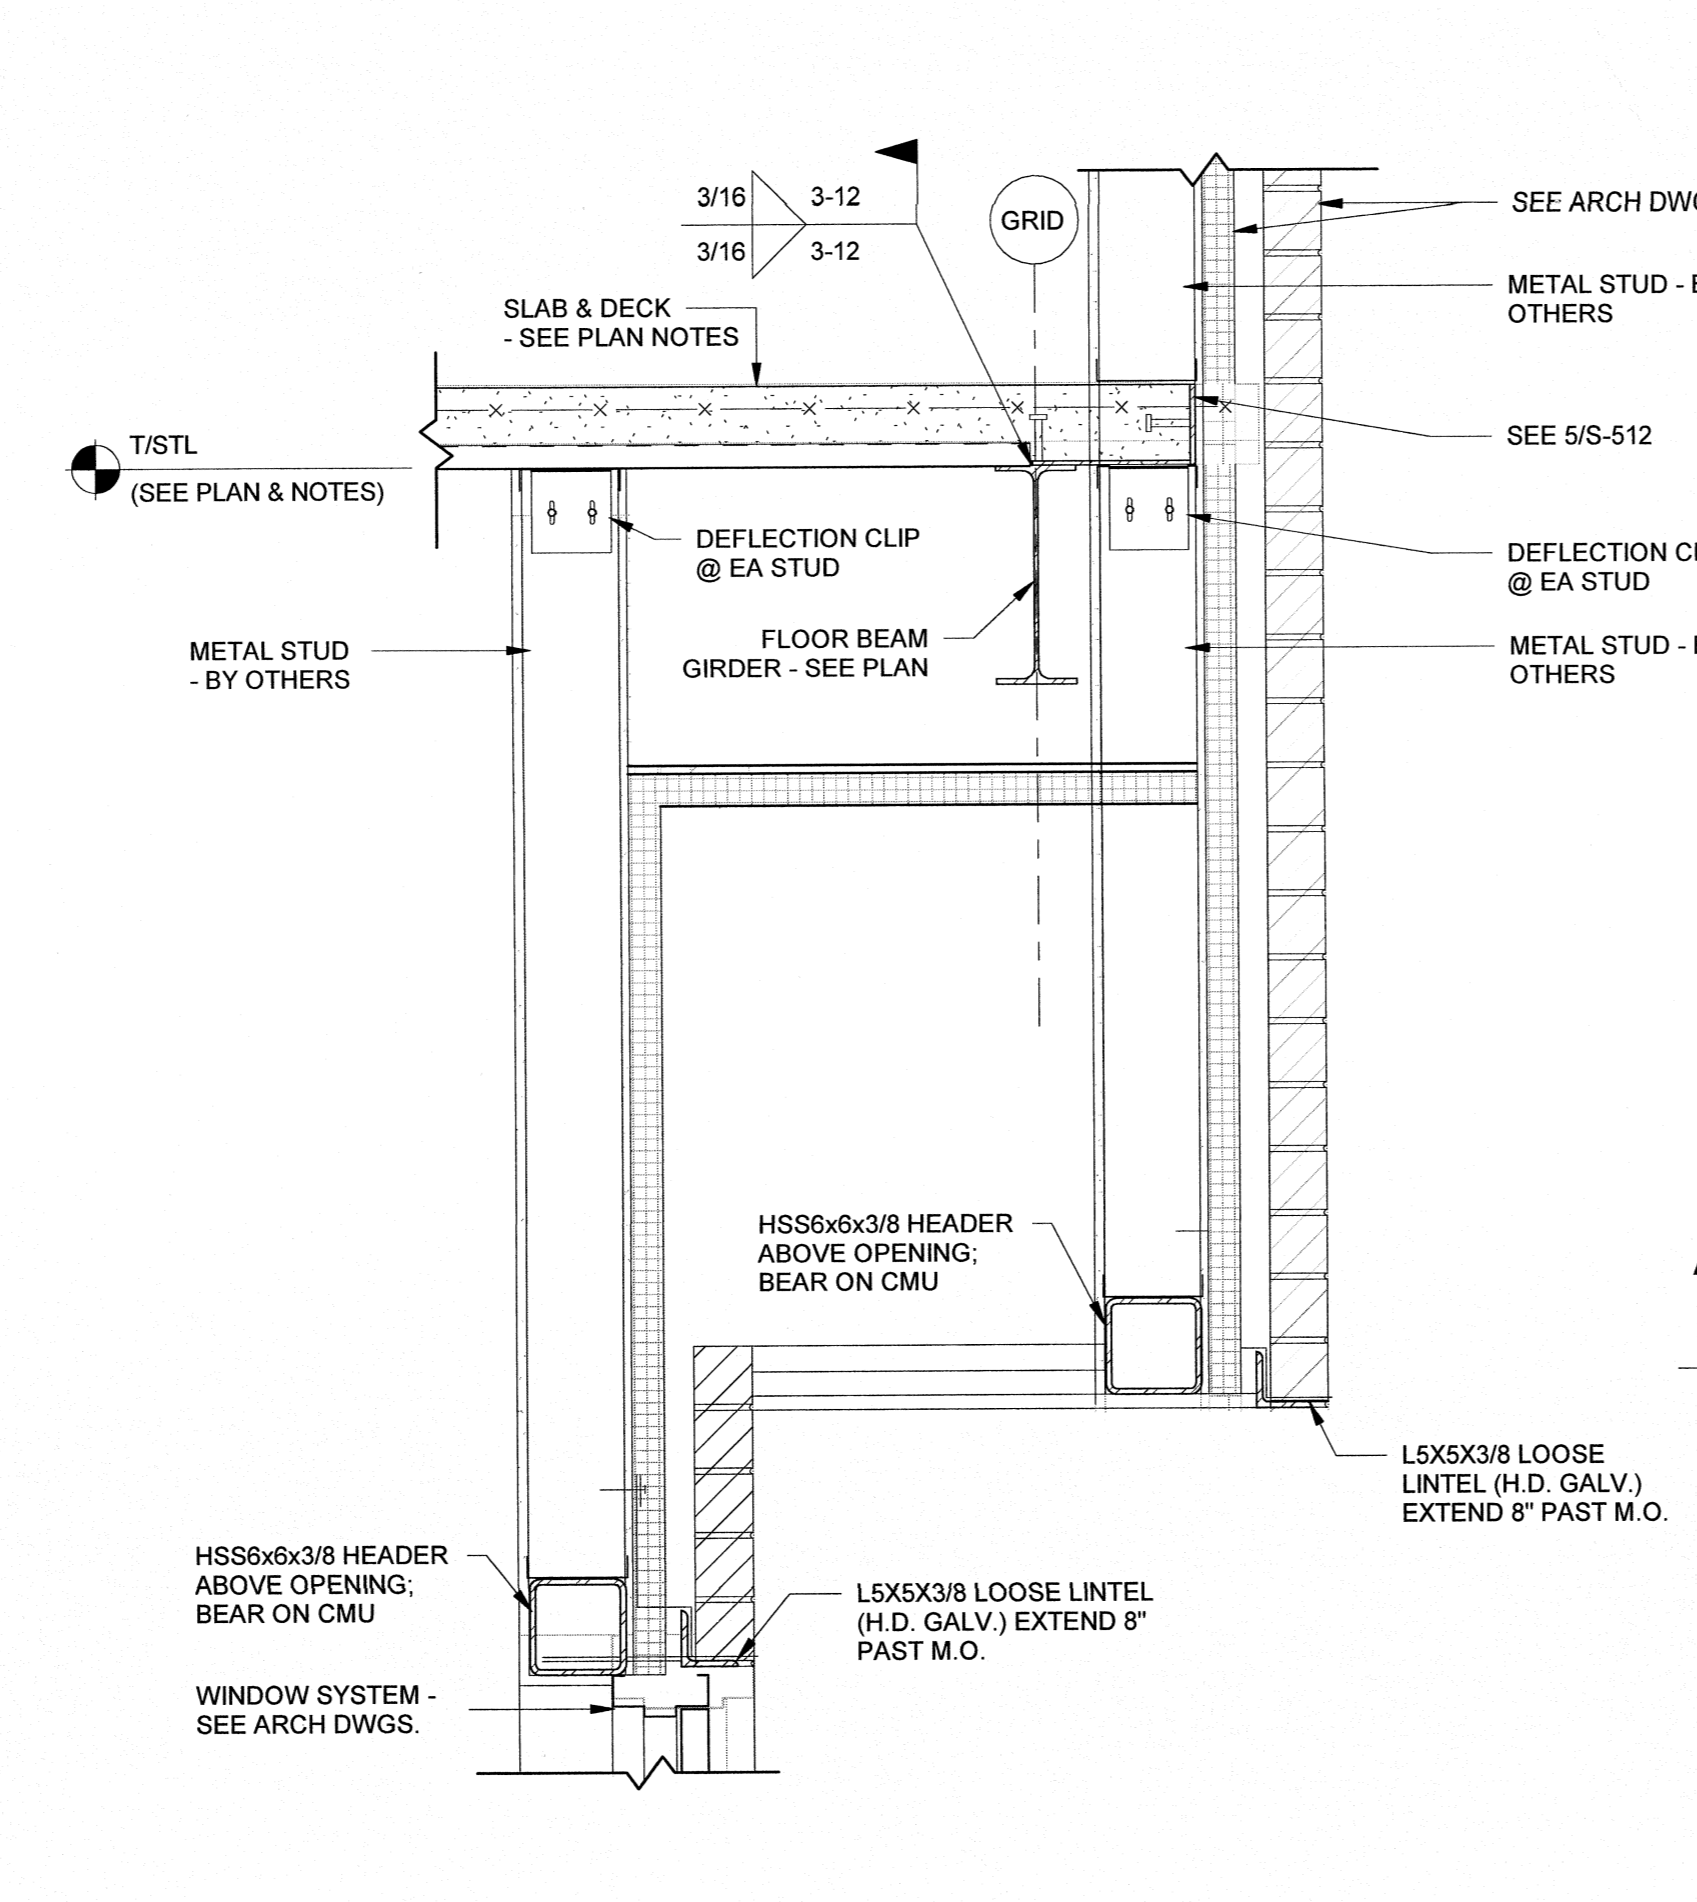 3/16 3-12
3/16 3-12
GRID
SEE ARCH
METAL STUD -
OTHERS
SLAB & DECK
- SEE PLAN NOTES
T/STL
(SEE PLAN & NOTES)
SEE 5/S-512
DEFLECTION CLIP
@ EA STUD
DEFLECTION
@ EA STUD
FLOOR BEAM
GIRDER - SEE PLAN
METAL STUD
- BY OTHERS
METAL STUD -
OTHERS
HSS6x6x3/8 HEADER
ABOVE OPENING;
BEAR ON CMU
L5X5X3/8 LOOSE
LINTEL (H.D. GALV.)
EXTEND 8" PAST M.O.
HSS6x6x3/8 HEADER
ABOVE OPENING;
BEAR ON CMU
L5X5X3/8 LOOSE LINTEL
(H.D. GALV.) EXTEND 8"
PAST M.O.
WINDOW SYSTEM -
SEE ARCH DWGS.